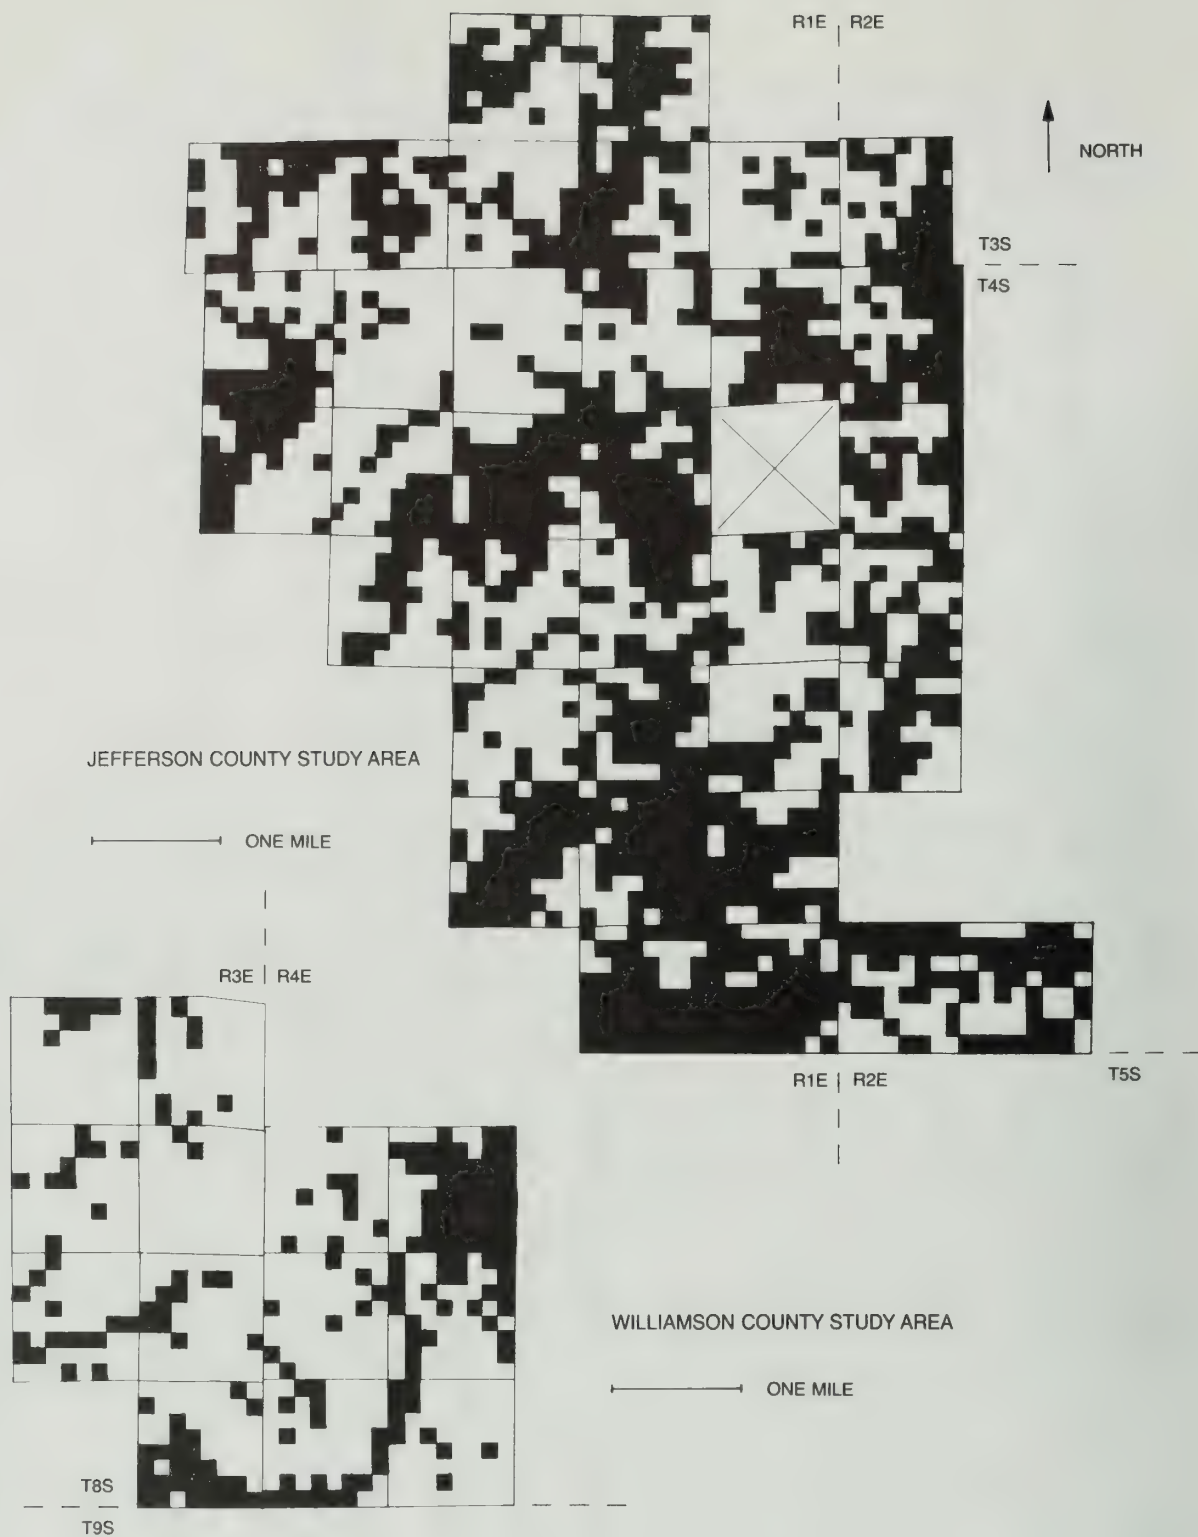 R1E | R2E
NORTH
T3S
T4S
JEFFERSON COUNTY STUDY AREA
ONE MILE
R3E | R4E
R1E | R2E
T5S
WILLIAMSON COUNTY STUDY AREA
ONE MILE
T8S
T9S